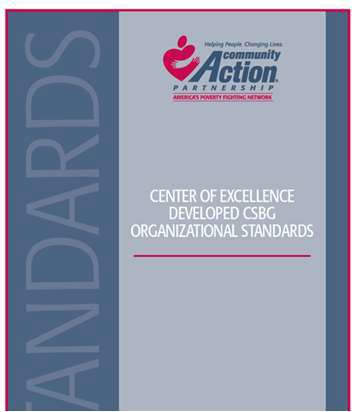 STANDARDS
Helping People. Changing Lives.
community
Action®
PARTNERSHIP
AMERICA'S POVERTY FIGHTING NETWORK
CENTER OF EXCELLENCE
DEVELOPED CSBG
ORGANIZATIONAL STANDARDS